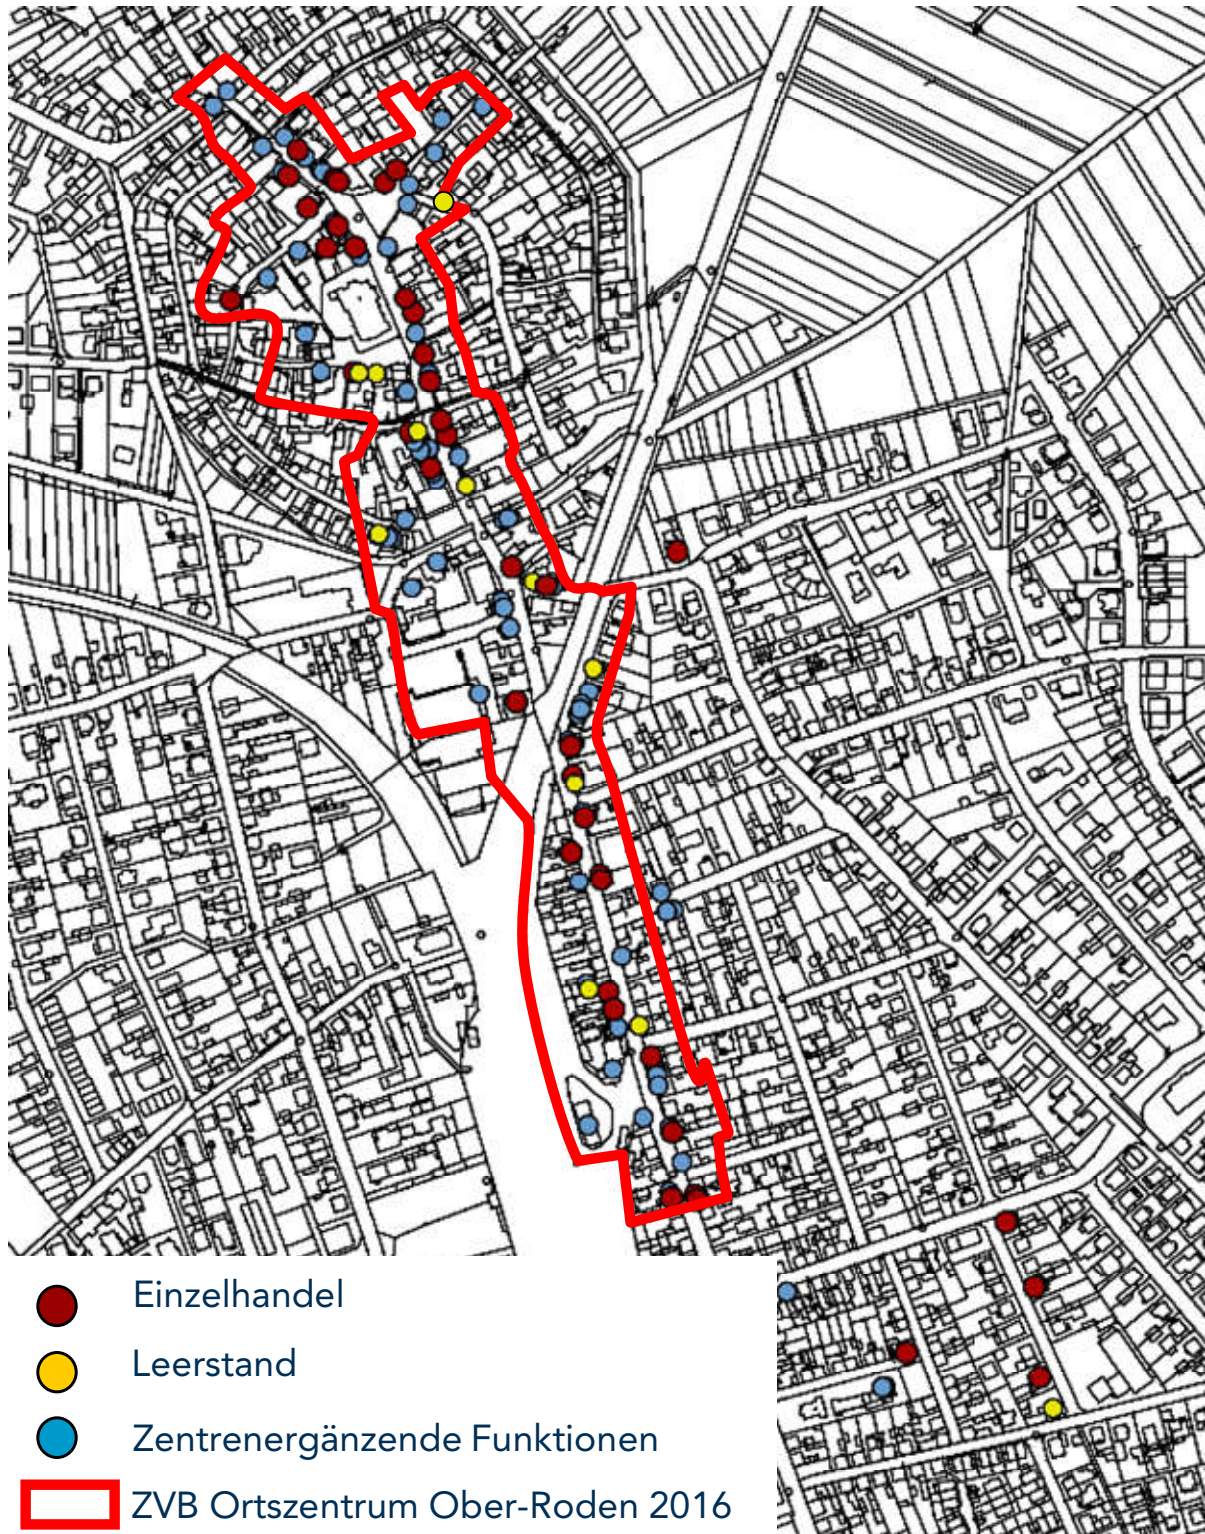 Einzelhandel
Leerstand
Zentrenergänzende Funktionen
ZVB Ortszentrum Ober-Roden 2016